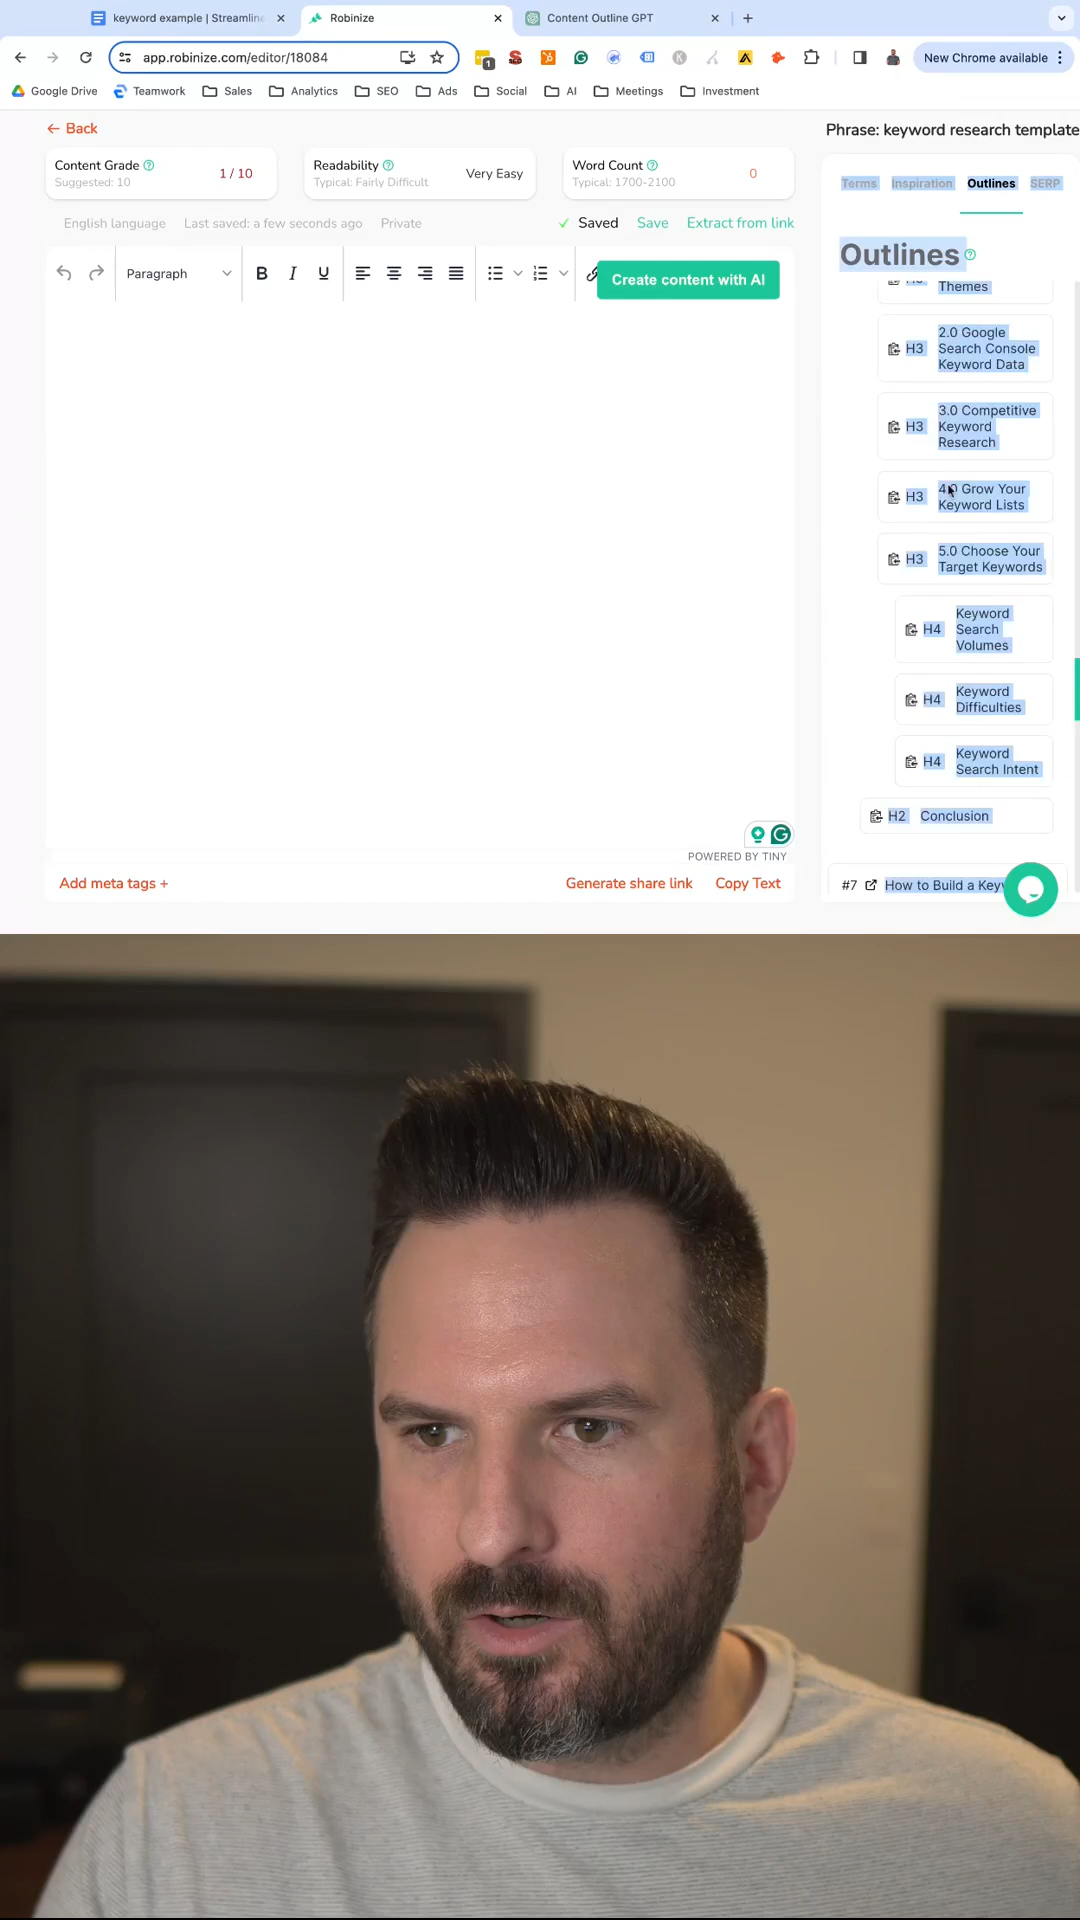 keyword example | Streamline
Robinize
Content Outline GPT
app.robinize.com/editor/18084
1
New Chrome available
Google Drive
Teamwork
Sales
Analytics
SEO
Ads
Social
AI
Meetings
Investment
Back
Phrase: keyword research template
Content Grade
Suggested: 10
1 / 10
Readability
Typical: Fairly Difficult
Very Easy
Word Count
Typical: 1700-2100
0
Terms
Inspiration
Outlines
SERP
English language
Last saved: a few seconds ago
Private
Saved
Save
Extract from link
Outlines
Paragraph
B
I
U
Create content with AI
Themes
H3
2.0 Google
Search Console
Keyword Data
H3
3.0 Competitive
Keyword
Research
H3
4.0 Grow Your
Keyword Lists
H3
5.0 Choose Your
Target Keywords
H4
Keyword
Search
Volumes
H4
Keyword
Difficulties
H4
Keyword
Search Intent
H2
Conclusion
POWERED BY TINY
#7
How to Build a Keyw
Add meta tags +
Generate share link
Copy Text